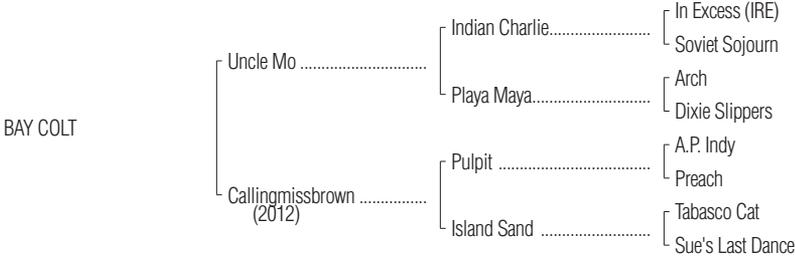 In Excess (IRE)
Indian Charlie............................
Soviet Sojourn
Uncle Mo ...................................
Arch
Playa Maya.................................
Dixie Slippers
BAY COLT
A.P. Indy
Pulpit ..........................................
Preach
Callingmissbrown ...................
(2012)
Tabasco Cat
Island Sand ...............................
Sue's Last Dance